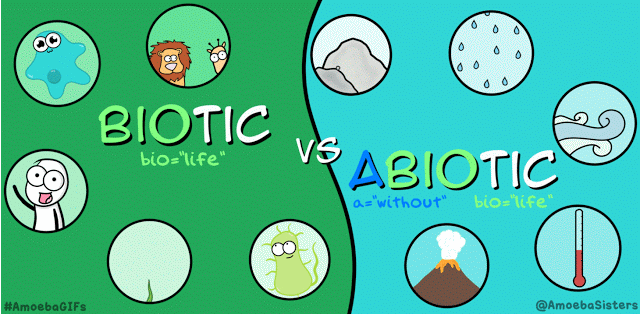 BIOTIC
bio="life"
VS
ABIOTIC
a="without" bio="life"
#AmoebaGIFs
@AmoebaSisters